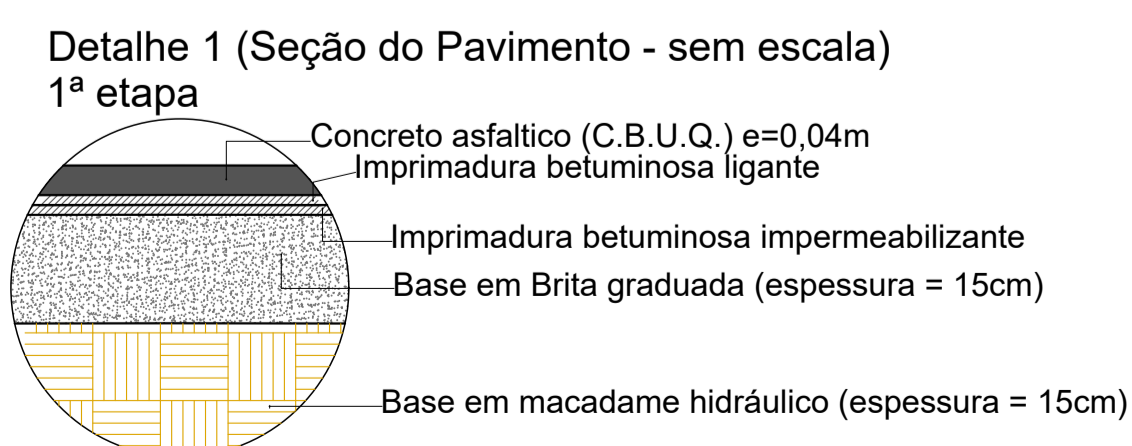 Detalhe 1 (Seção do Pavimento - sem escala)
1ª etapa
Concreto asfaltico (C.B.U.Q.) e=0,04m
Imprimadura betuminosa ligante
Imprimadura betuminosa impermeabilizante
Base em Brita graduada (espessura = 15cm)
Base em macadame hidráulico (espessura = 15cm)